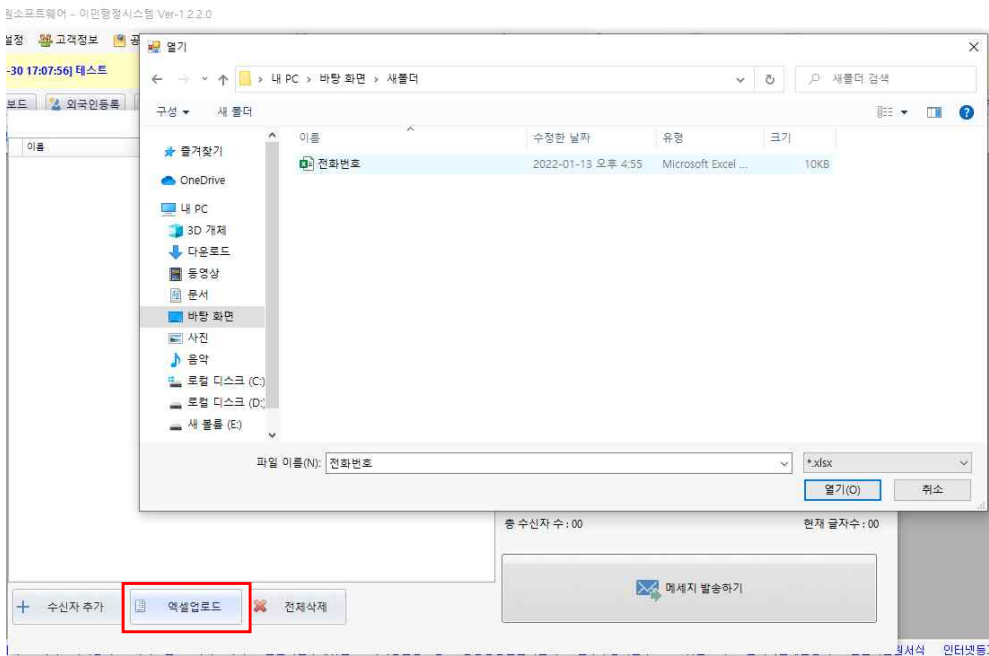 원소프트웨어 - 이민행정시스템 Ver-1.2.2.0
설정 고객정보 공
-30 17:07:56] 테스트
보드 외국인등록
이름
열기
내 PC > 바탕 화면 > 새폴더
새폴더 검색
구성 새 폴더
이름 수정한 날짜 유형 크기
전화번호 2022-01-13 오후 4:55 Microsoft Excel ... 10KB
즐겨찾기
OneDrive
내 PC
3D 개체
다운로드
동영상
문서
바탕 화면
사진
음악
로컬 디스크 (C:)
로컬 디스크 (D:)
새 볼륨 (E:)
파일 이름(N): 전화번호 *.xlsx
열기(O) 취소
총 수신자 수 : 00 현재 글자수 : 00
메세지 발송하기
수신자 추가 엑셀업로드 전체삭제
원서식 인터넷등